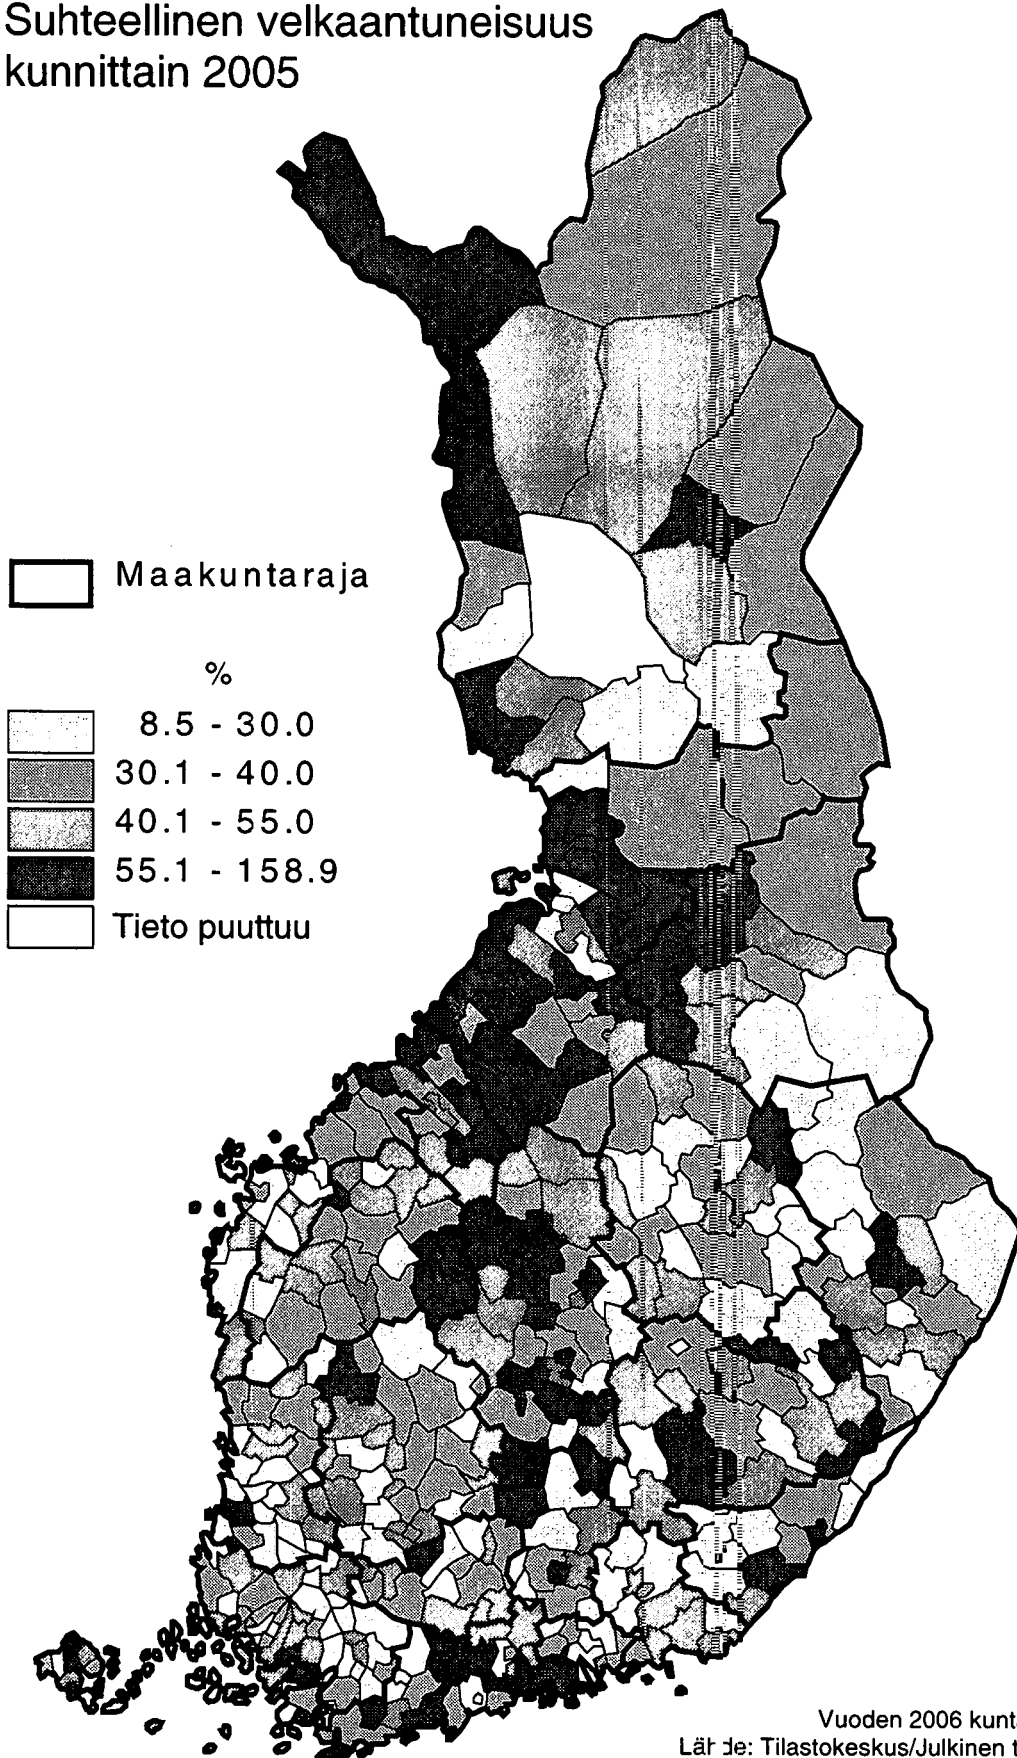 Suhteellinen velkaantuneisuus
kunnittain 2005
Maakuntaraja
%
8.5 - 30.0
30.1 - 40.0
40.1 - 55.0
55.1 - 158.9
Tieto puuttuu
Vuoden 2006 kunt
Tilastokeskus/Julkinen t